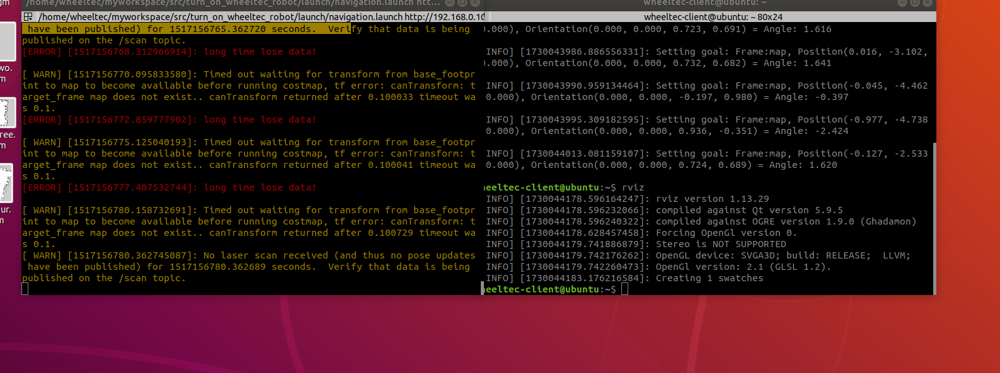 gm
wo.
m
ree.
m
ur.
m
/home/wheeltec/myworkspace/src/turn_on_wheeltec_robot/launch/navigation.launch htt...
/home/wheeltec/myworkspace/src/turn_on_wheeltec_robot/launch/navigation.launch http://192.168.0.10
have been published) for 1517156765.362720 seconds.  Verify that data is being
published on the /scan topic.
[ERROR] [1517156768.312966914]: long time lose data!
[ WARN] [1517156770.095833580]: Timed out waiting for transform from base_footpr
int to map to become available before running costmap, tf error: canTransform: t
arget_frame map does not exist.. canTransform returned after 0.100033 timeout wa
s 0.1.
[ERROR] [1517156772.859777902]: long time lose data!
[ WARN] [1517156775.125040193]: Timed out waiting for transform from base_footpr
int to map to become available before running costmap, tf error: canTransform: t
arget_frame map does not exist.. canTransform returned after 0.100041 timeout wa
s 0.1.
[ERROR] [1517156777.407532744]: long time lose data!
[ WARN] [1517156780.158732691]: Timed out waiting for transform from base_footpr
int to map to become available before running costmap, tf error: canTransform: t
arget_frame map does not exist.. canTransform returned after 0.100729 timeout wa
s 0.1.
[ WARN] [1517156780.362745087]: No laser scan received (and thus no pose updates
have been published) for 1517156780.362689 seconds.  Verify that data is being
published on the /scan topic.
wheeltec-client@ubuntu: ~
wheeltec-client@ubuntu: ~ 80x24
0.000), Orientation(0.000, 0.000, 0.723, 0.691) = Angle: 1.616
INFO] [1730043986.886556331]: Setting goal: Frame:map, Position(0.016, -3.102,
0.000), Orientation(0.000, 0.000, 0.732, 0.682) = Angle: 1.641
INFO] [1730043990.959134464]: Setting goal: Frame:map, Position(-0.045, -4.462
0.000), Orientation(0.000, 0.000, -0.197, 0.980) = Angle: -0.397
INFO] [1730043995.309182595]: Setting goal: Frame:map, Position(-0.977, -4.738
0.000), Orientation(0.000, 0.000, 0.936, -0.351) = Angle: -2.424
INFO] [1730044013.081159107]: Setting goal: Frame:map, Position(-0.127, -2.533
0.000), Orientation(0.000, 0.000, 0.724, 0.689) = Angle: 1.620
heeltec-client@ubuntu:~$ rviz
INFO] [1730044178.596164247]: rviz version 1.13.29
INFO] [1730044178.596232066]: compiled against Qt version 5.9.5
INFO] [1730044178.596240322]: compiled against OGRE version 1.9.0 (Ghadamon)
INFO] [1730044178.628457458]: Forcing OpenGl version 0.
INFO] [1730044179.741886879]: Stereo is NOT SUPPORTED
INFO] [1730044179.742176262]: OpenGL device: SVGA3D; build: RELEASE;  LLVM;
INFO] [1730044179.742260473]: OpenGl version: 2.1 (GLSL 1.2).
INFO] [1730044183.176216584]: Creating 1 swatches
heeltec-client@ubuntu:~$